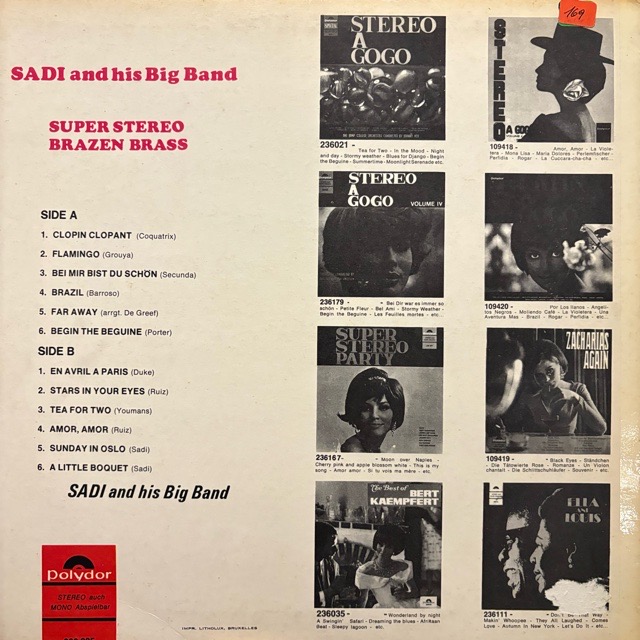 SADI and his Big Band
SUPER STEREO
BRAZEN BRASS
SIDE A
1. CLOPIN CLOPANT (Coquatrix)
2. FLAMINGO (Grouya)
3. BEI MIR BIST DU SCHÖN (Secunda)
4. BRAZIL (Barroso)
5. FAR AWAY (arrgt. De Greef)
6. BEGIN THE BEGUINE (Porter)
SIDE B
1. EN AVRIL A PARIS (Duke)
2. STARS IN YOUR EYES (Ruiz)
3. TEA FOR TWO (Youmans)
4. AMOR, AMOR (Ruiz)
5. SUNDAY IN OSLO (Sadi)
6. A LITTLE BOQUET (Sadi)
SADI and his Big Band
Polydor
STEREO auch
MONO Abspielbar
IMPR. LITHOLUX, BRUXELLES
STEREO
A
GOGO
236021 -
Tea for Two - In the Mood - Night
and day - Stormy weather - Blues for Django - Begin
the Beguine - Summertime - Moonlight Serenade etc.
STEREO
A
GOGO
VOLUME IV
236179 -
" Bei Dir war es immer so
schön - Petite Fleur - Bel Ami - Stormy Weather -
Begin the Beguine - Les Feuilles mortes - etc...
SUPER
STEREO
PARTY
236167-
" Moon over Naples -
Cherry pink and apple blossom white - This is my
song - Amor amor - Si tu vois ma mère - etc.
The Best of
BERT
KAEMPFERT
236035 -
"Wonderland by night
A Swingin' Safari - Dreaming the blues - Afrikaan
Beat - Sleepy lagoon - etc...
169
STEREO
A GOGO
109418 -
Amor, Amor - La Viole-
tera - Mona Lisa - Maria Dolores - Perlenfischer -
Perfidia - Rogar - La Cuccara-cha-cha - etc...
109420 -
Por Los llanos - Angeli-
tos Negros - Moliendo Café - La Violetera - Una
Aventura Mas - Brazil - Rogar - Perfidia - etc...
ZACHARIAS
AGAIN
109419 -
" Black Eyes - Ständchen
- Die Tätowierte Rose - Romanze - Un Violon
chantait - Die Schlittschuhläufer - Souvenir - etc.
ELLA
AND
LOUIS
236111 -
Makin' Whoopee - They All Laughed - Comes
Love - Autumn In New York - Let's Do It - etc...